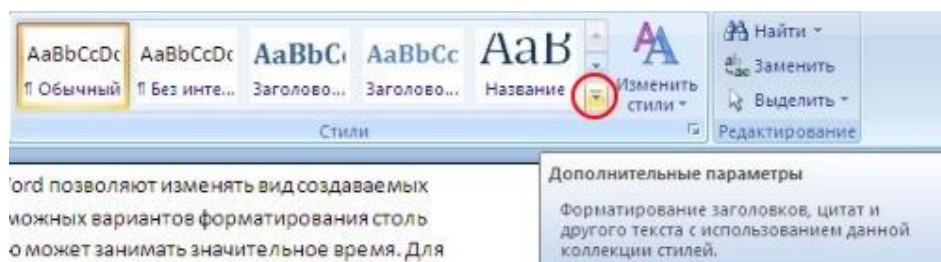 AaBbCcDc AaBbCcDc AaBbC AaBbCc АаВ
¶ Обычный ¶ Без инте... Заголово... Заголово... Название
Изменить
стили
Найти
Заменить
Выделить
Стили
Редактирование
Word позволяют изменять вид создаваемых
можных вариантов форматирования столь
о может занимать значительное время. Для
Дополнительные параметры
Форматирование заголовков, цитат и
другого текста с использованием данной
коллекции стилей.